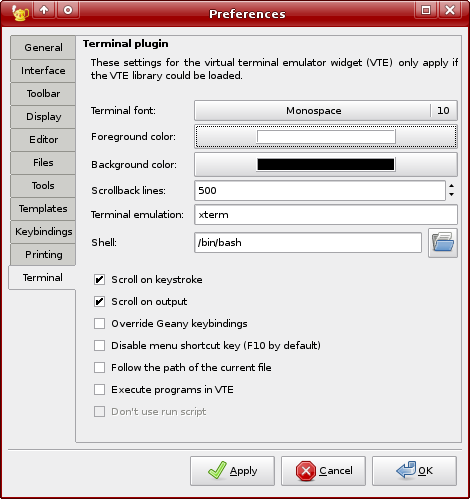 Preferences
General
Interface
Toolbar
Display
Editor
Files
Tools
Templates
Keybindings
Printing
Terminal
Terminal plugin
These settings for the virtual terminal emulator widget (VTE) only apply if
the VTE library could be loaded.
Terminal font: Monospace 10
Foreground color:
Background color:
Scrollback lines: 500
Terminal emulation: xterm
Shell: /bin/bash
Scroll on keystroke
Scroll on output
Override Geany keybindings
Disable menu shortcut key (F10 by default)
Follow the path of the current file
Execute programs in VTE
Don't use run script
Apply Cancel OK